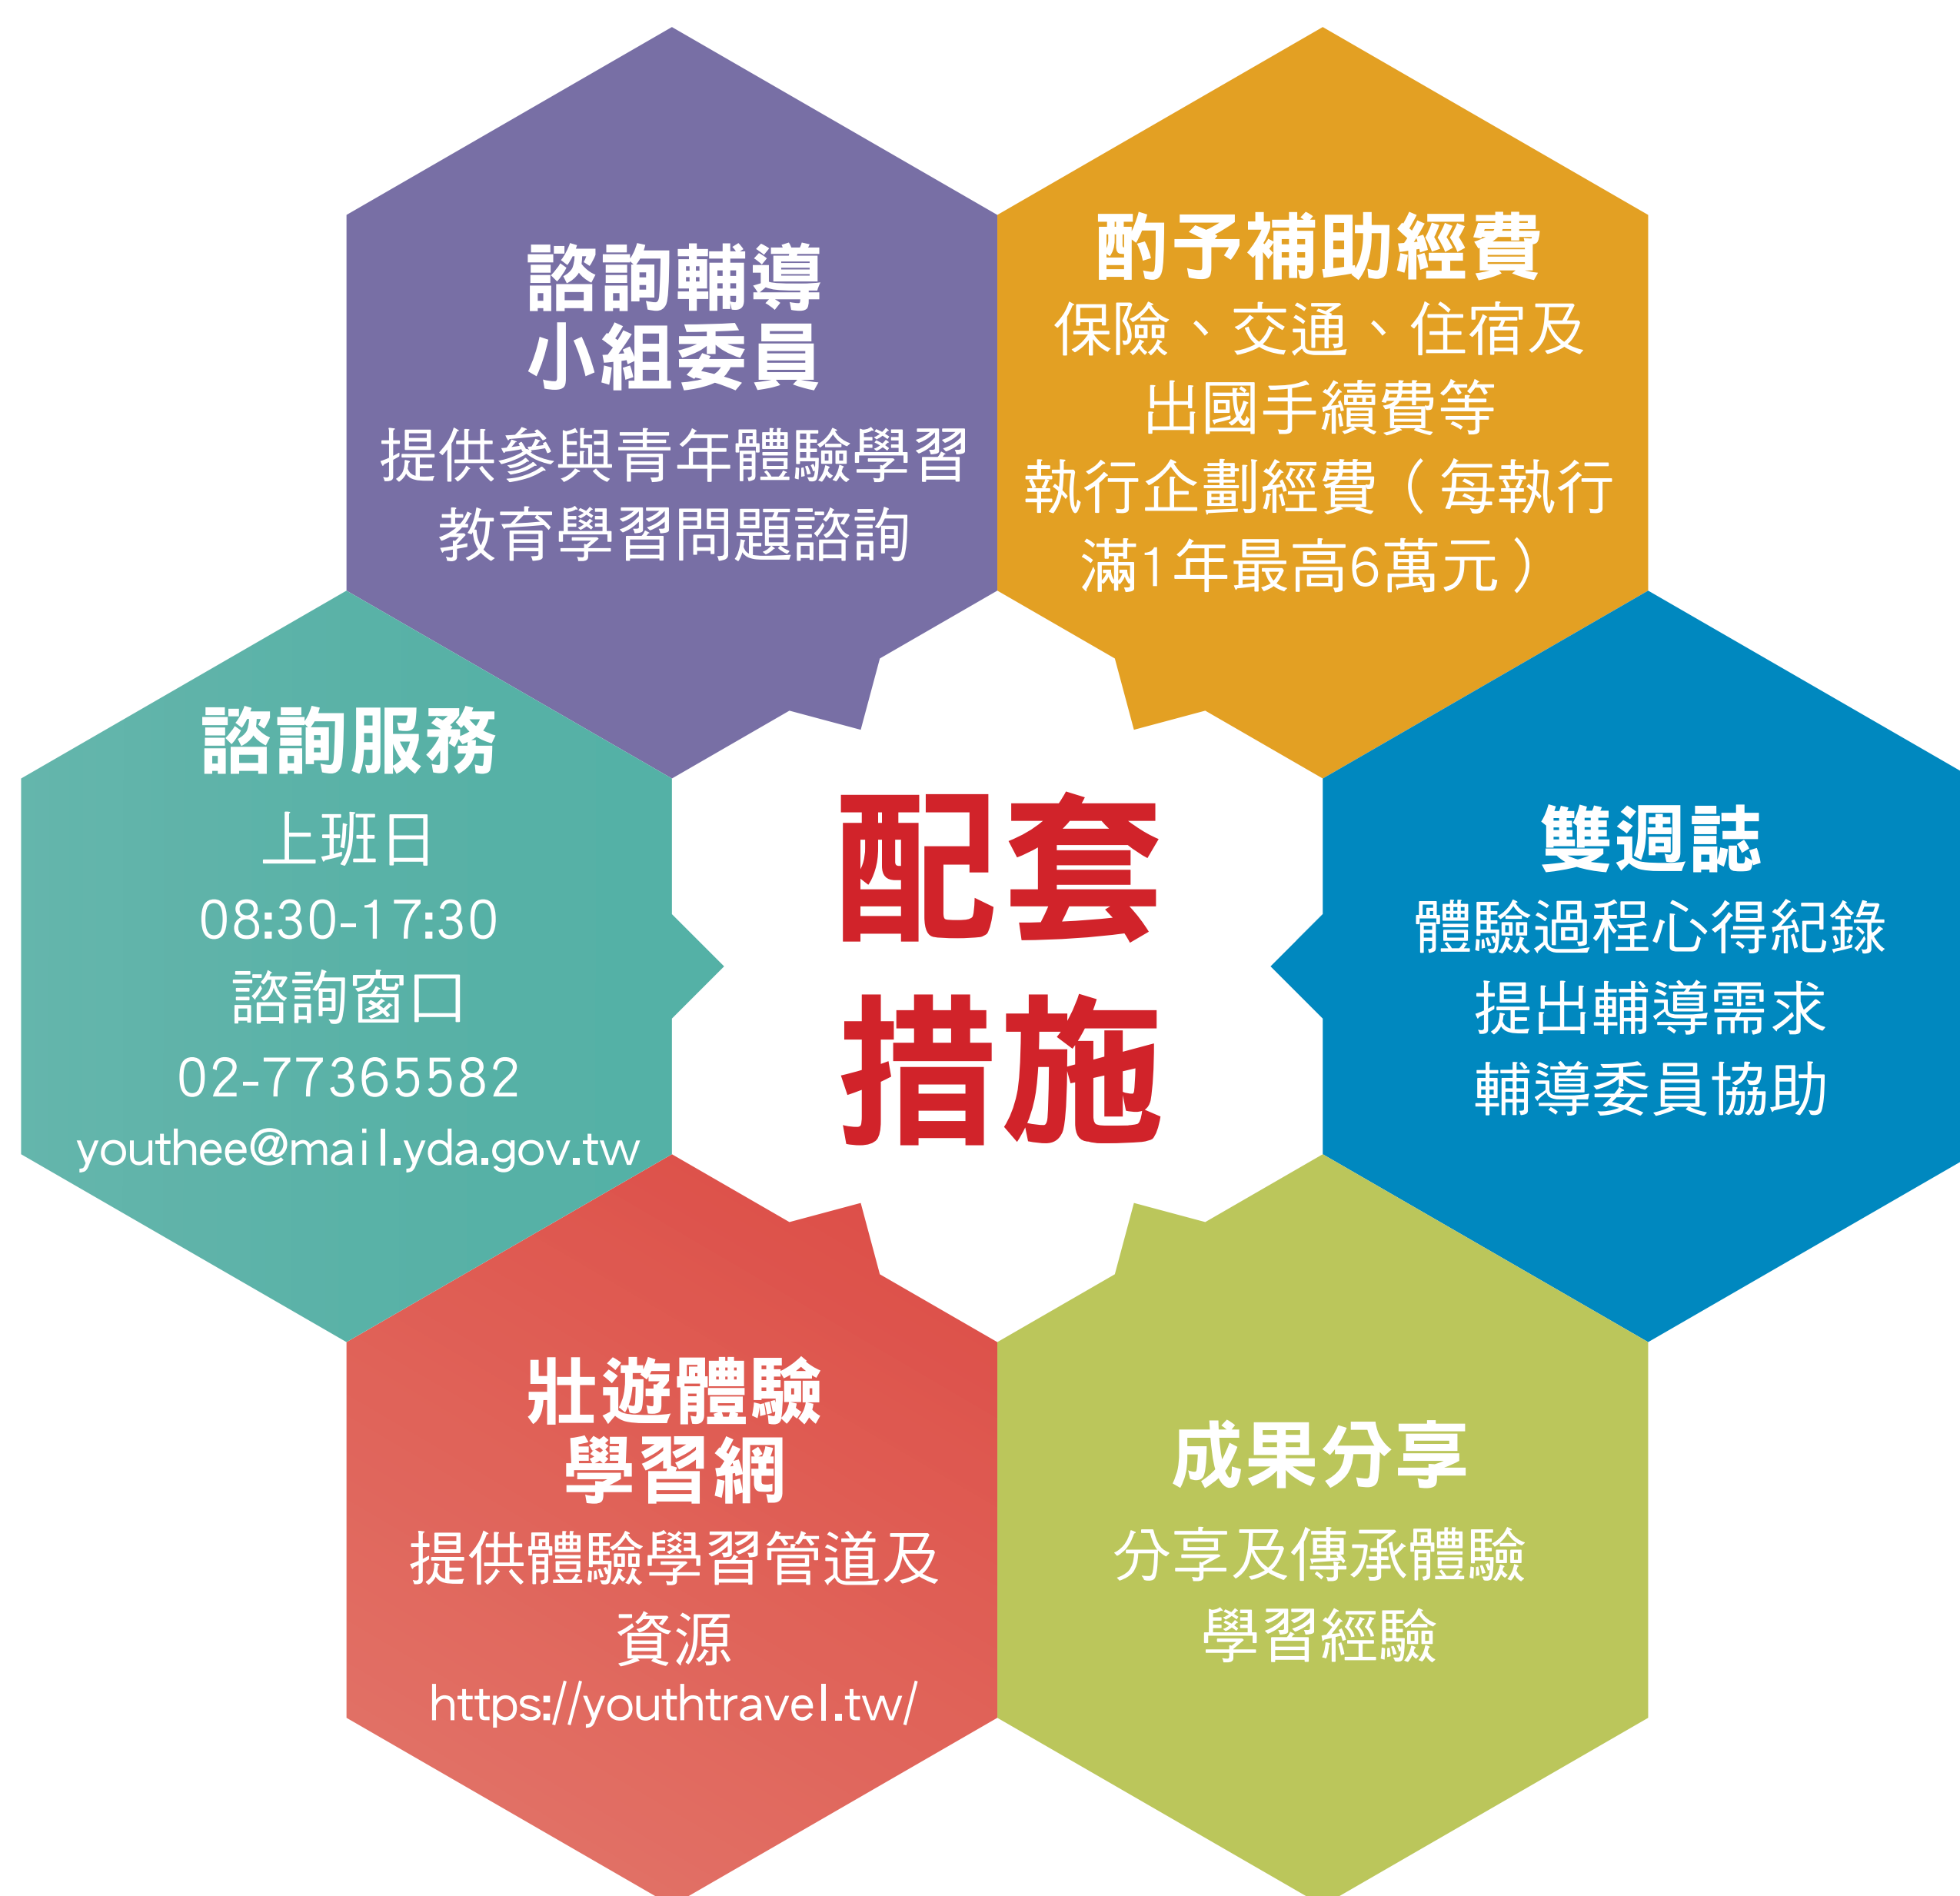 諮詢輔導
小組委員
提供參與青年體驗學習
教育學習問題諮詢
酌予補助經費
保險、交通、住宿及
出國手續費等
執行企劃經費（每執行
滿1年最高6萬元）
諮詢服務
上班日
08:30-17:30
諮詢窗口
02-77365582
youthee@mail.yda.gov.tw
配套
措施
雙週誌
體驗過程心得紀錄
提出輔導需求
輔導委員協助
壯遊體驗
學習網
提供體驗學習管道及
資源
https://youthtravel.tw/
成果分享
分享及傳承體驗
學習經驗